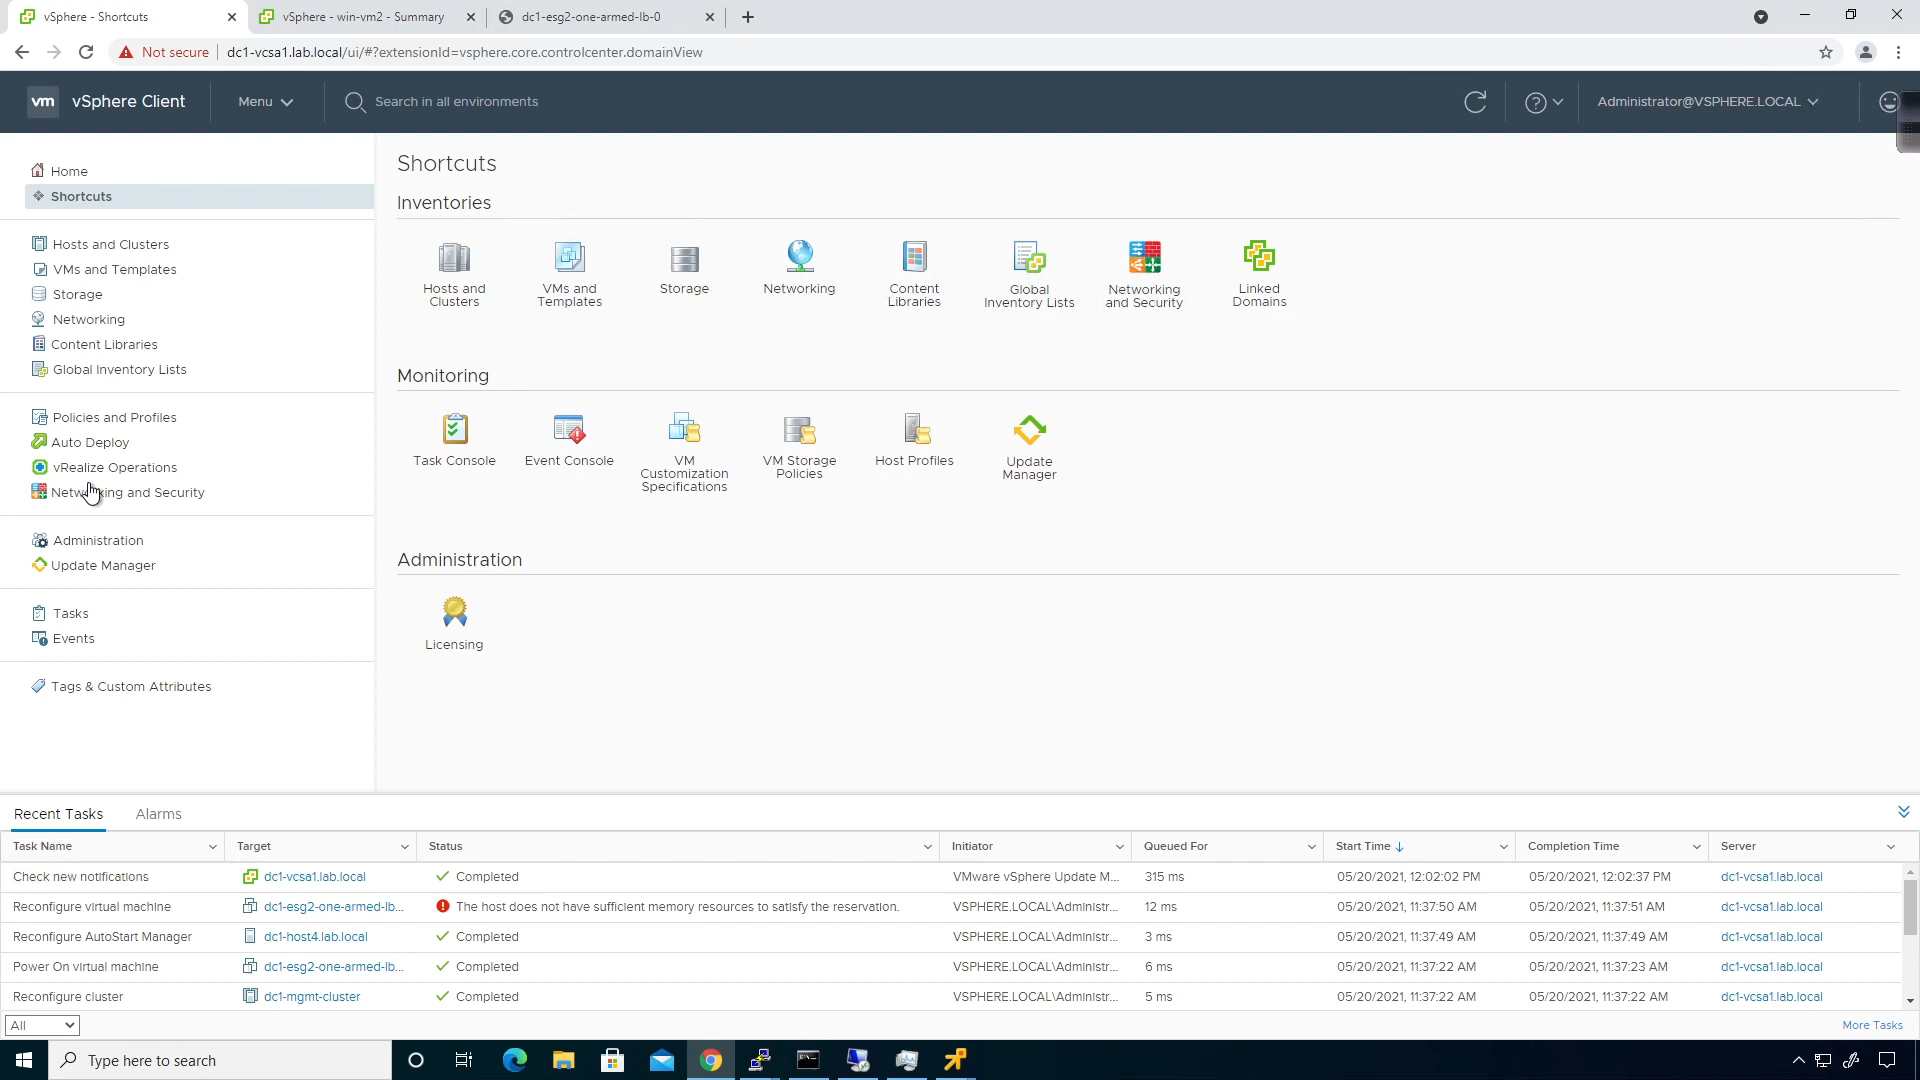 vSphere - Shortcuts
vSphere - win-vm2 - Summary
dc1-esg2-one-armed-lb-0
Not secure
dc1-vcsa1.lab.local/ui/#?extensionId=vsphere.core.controlcenter.domainView
vm
vSphere Client
Menu
Search in all environments
Administrator@VSPHERE.LOCAL
Home
Shortcuts
Hosts and Clusters
VMs and Templates
Storage
Networking
Content Libraries
Global Inventory Lists
Policies and Profiles
Auto Deploy
vRealize Operations
Networking and Security
Administration
Update Manager
Tasks
Events
Tags & Custom Attributes
Shortcuts
Inventories
Hosts and
Clusters
VMs and
Templates
Storage
Networking
Content
Libraries
Global
Inventory Lists
Networking
and Security
Linked
Domains
Monitoring
Task Console
Event Console
VM
Customization
Specifications
VM Storage
Policies
Host Profiles
Update
Manager
Administration
Licensing
Recent Tasks Alarms
Task Name Target Status Initiator Queued For Start Time Completion Time Server
Check new notifications dc1-vcsa1.lab.local Completed VMware vSphere Update M... 315 ms 05/20/2021, 12:02:02 PM 05/20/2021, 12:02:37 PM dc1-vcsa1.lab.local
Reconfigure virtual machine dc1-esg2-one-armed-lb... The host does not have sufficient memory resources to satisfy the reservation. VSPHERE.LOCAL\Administr... 12 ms 05/20/2021, 11:37:50 AM 05/20/2021, 11:37:51 AM dc1-vcsa1.lab.local
Reconfigure AutoStart Manager dc1-host4.lab.local Completed VSPHERE.LOCAL\Administr... 3 ms 05/20/2021, 11:37:49 AM 05/20/2021, 11:37:49 AM dc1-vcsa1.lab.local
Power On virtual machine dc1-esg2-one-armed-lb... Completed VSPHERE.LOCAL\Administr... 6 ms 05/20/2021, 11:37:22 AM 05/20/2021, 11:37:23 AM dc1-vcsa1.lab.local
Reconfigure cluster dc1-mgmt-cluster Completed VSPHERE.LOCAL\Administr... 5 ms 05/20/2021, 11:37:22 AM 05/20/2021, 11:37:22 AM dc1-vcsa1.lab.local
All
More Tasks
Type here to search